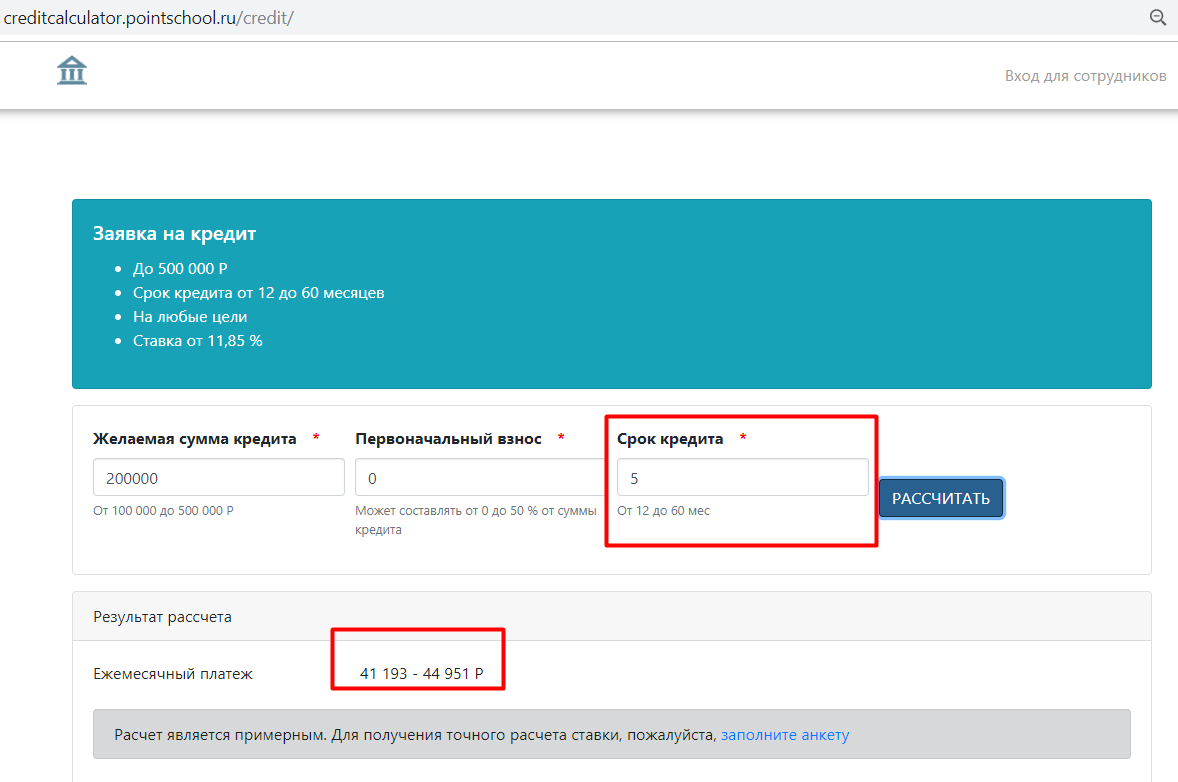 creditcalculator.pointschool.ru/credit/
Вход для сотрудников
Заявка на кредит
• До 500 000 Р
• Срок кредита от 12 до 60 месяцев
• На любые цели
• Ставка от 11,85 %
Желаемая сумма кредита * Первоначальный взнос * Срок кредита *
200000 0 5 РАССЧИТАТЬ
От 100 000 до 500 000 Р Может составлять от 0 до 50 % от суммы От 12 до 60 мес
кредита
Результат рассчета
Ежемесячный платеж 41 193 - 44 951 Р
Расчет является примерным. Для получения точного расчета ставки, пожалуйста, заполните анкету